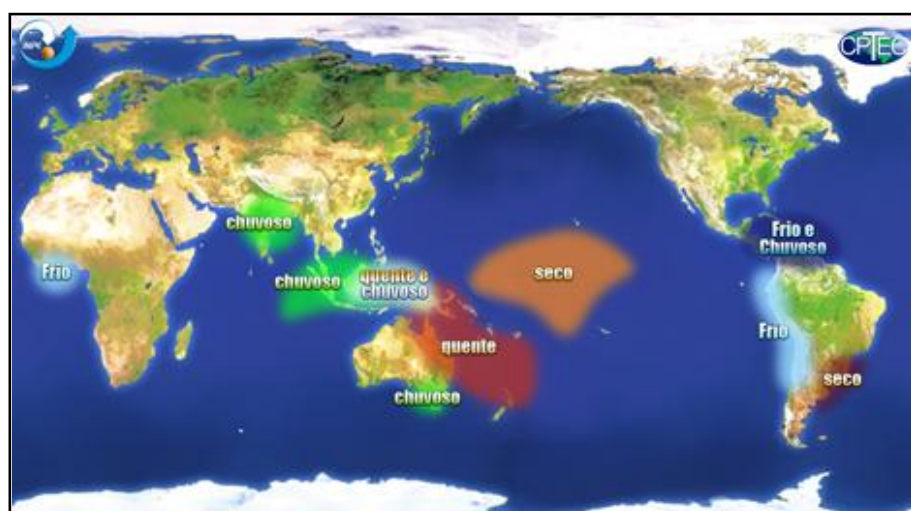 CPTEC
chuvoso
Frio
chuvoso
quente e
chuvoso
seco
Frio e
Chuvoso
quente
Frio
chuvoso
seco